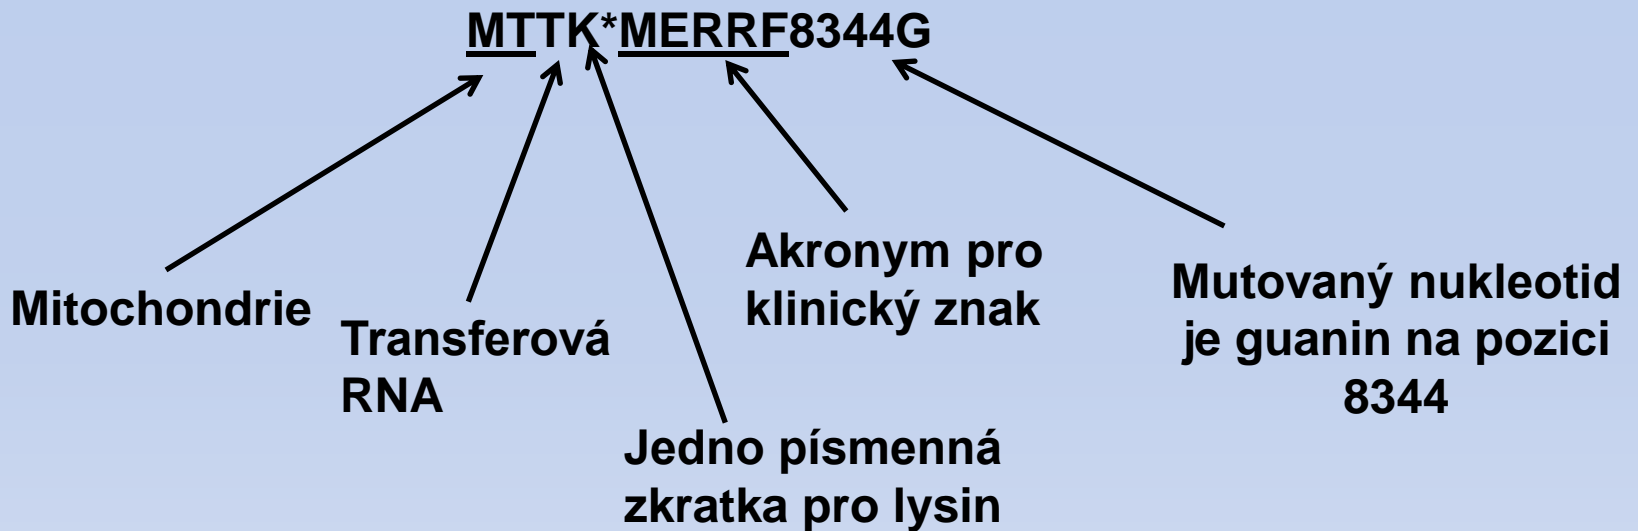 MTTK*MERRF8344G
Mitochondrie
Transferová
RNA
Jedno písmenná
zkratka pro lysin
Akronym pro
klinický znak
Mutovaný nukleotid
je guanin na pozici
8344